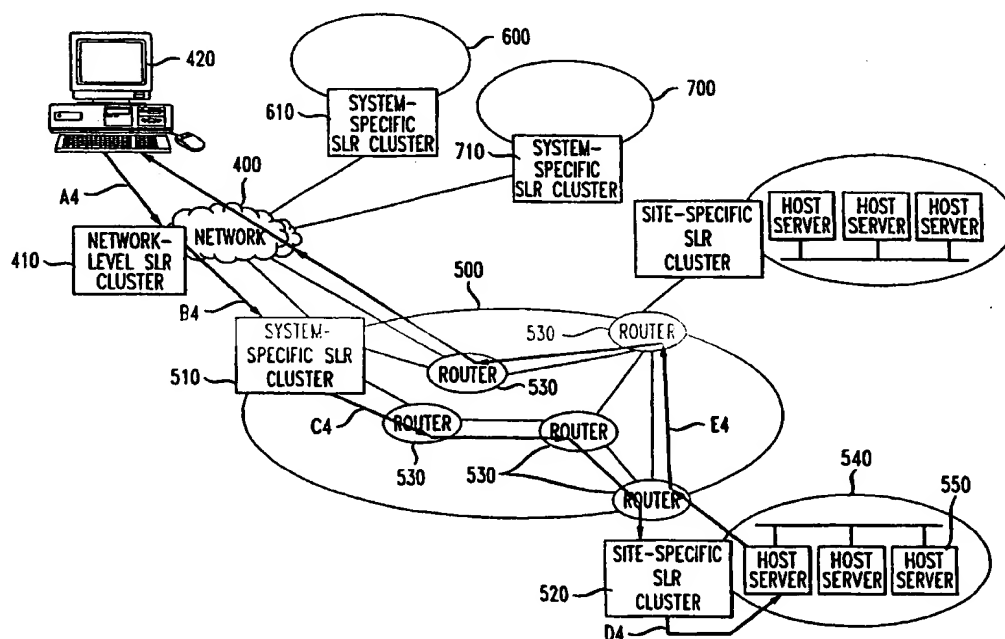 420
600
SYSTEM-
SPECIFIC
SLR CLUSTER
610
700
SYSTEM-
SPECIFIC
SLR CLUSTER
710
A4
400
NETWORK
NETWORK-
LEVEL SLR
CLUSTER
410
B4
SITE-SPECIFIC
SLR
CLUSTER
HOST
SERVER
HOST
SERVER
HOST
SERVER
500
SYSTEM-
SPECIFIC SLR
CLUSTER
510
530
ROUTER
ROUTER
530
C4
ROUTER
530
ROUTER
530
E4
ROUTER
540
550
SITE-SPECIFIC
SLR
CLUSTER
520
HOST
SERVER
HOST
SERVER
HOST
SERVER
D4